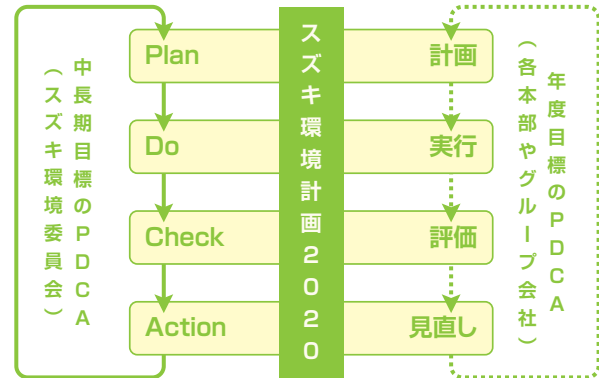 中長期目標のPDCA
（スズキ環境委員会）
Plan
計画
Do
実行
Check
評価
Action
見直し
スズキ環境計画2020
年度目標のPDCA
（各本部やグループ会社）